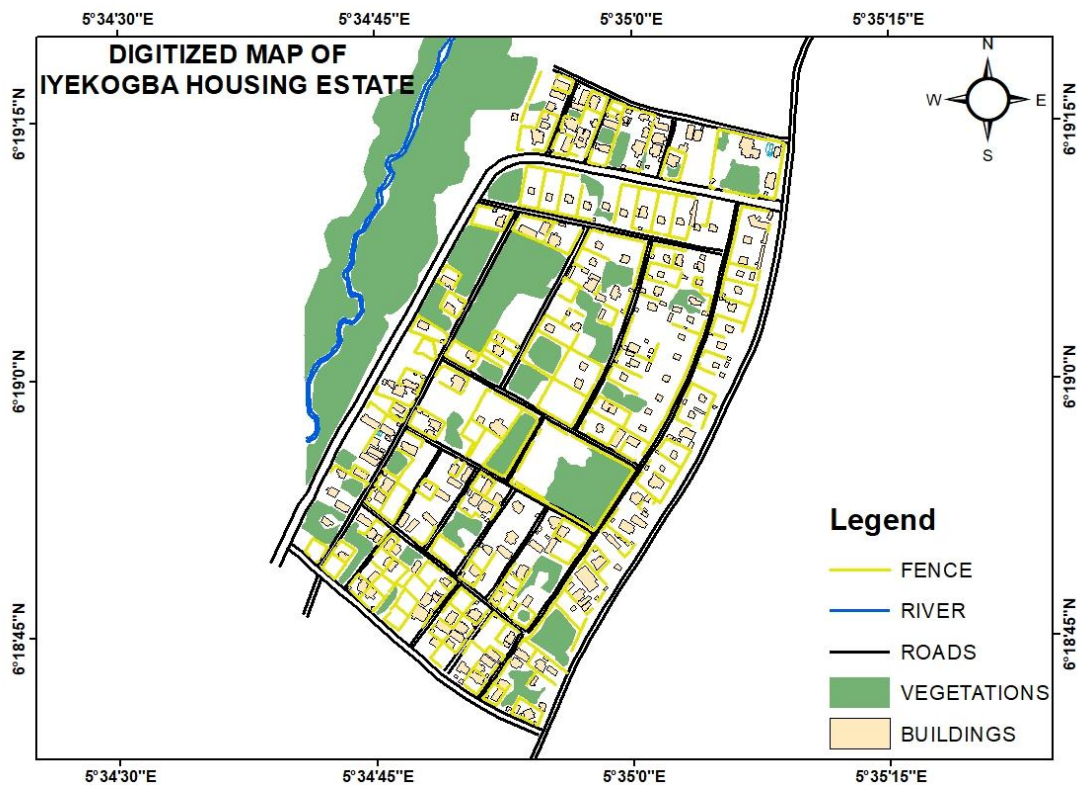 5°34'30"E 5°34'45"E 5°35'0"E 5°35'15"E
DIGITIZED MAP OF
IYEKOGBA HOUSING ESTATE
N
W E
S
6°19'15"N 6°19'15"N
6°19'0"N 6°19'0"N
6°18'45"N 6°18'45"N
Legend
FENCE
RIVER
ROADS
VEGETATIONS
BUILDINGS
5°34'30"E 5°34'45"E 5°35'0"E 5°35'15"E